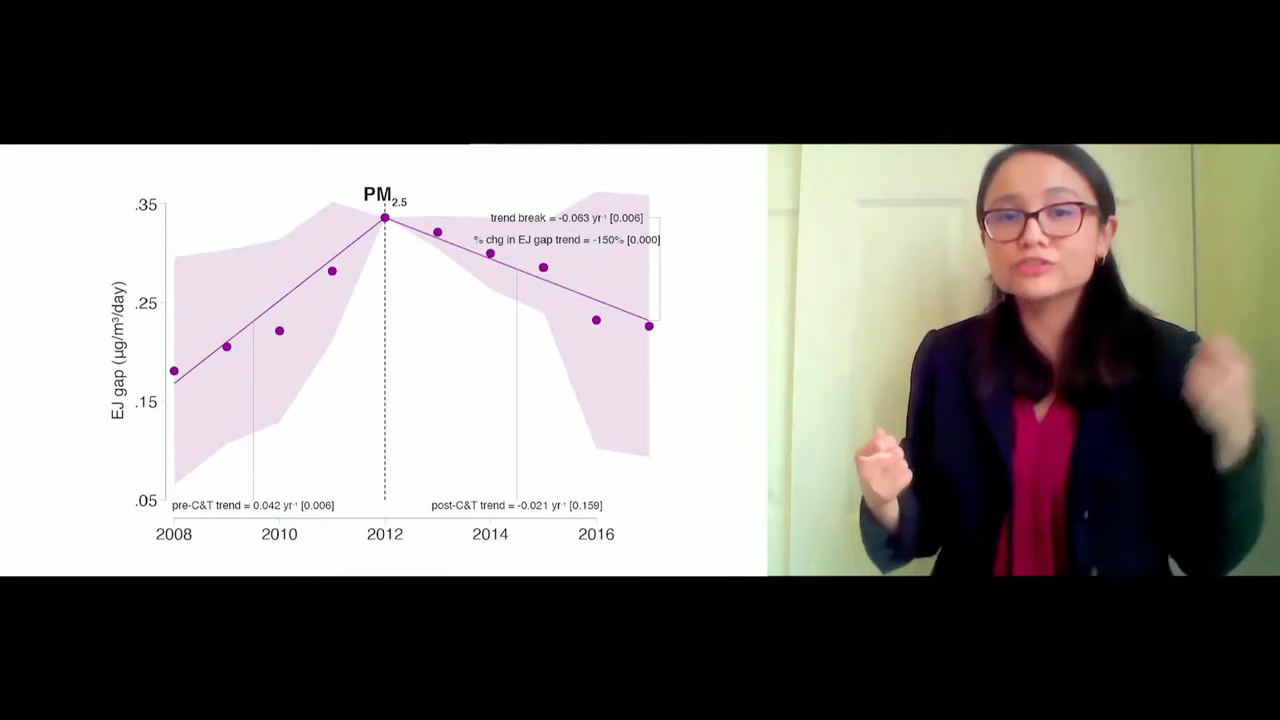 PM2.5
.35
trend break = -0.063 yr⁻¹ [0.006]
% chg in EJ gap trend = -150% [0.000]
.25
EJ gap (µg/m³/day)
.15
.05
pre-C&T trend = 0.042 yr⁻¹ [0.006]
post-C&T trend = -0.021 yr⁻¹ [0.159]
2008
2010
2012
2014
2016